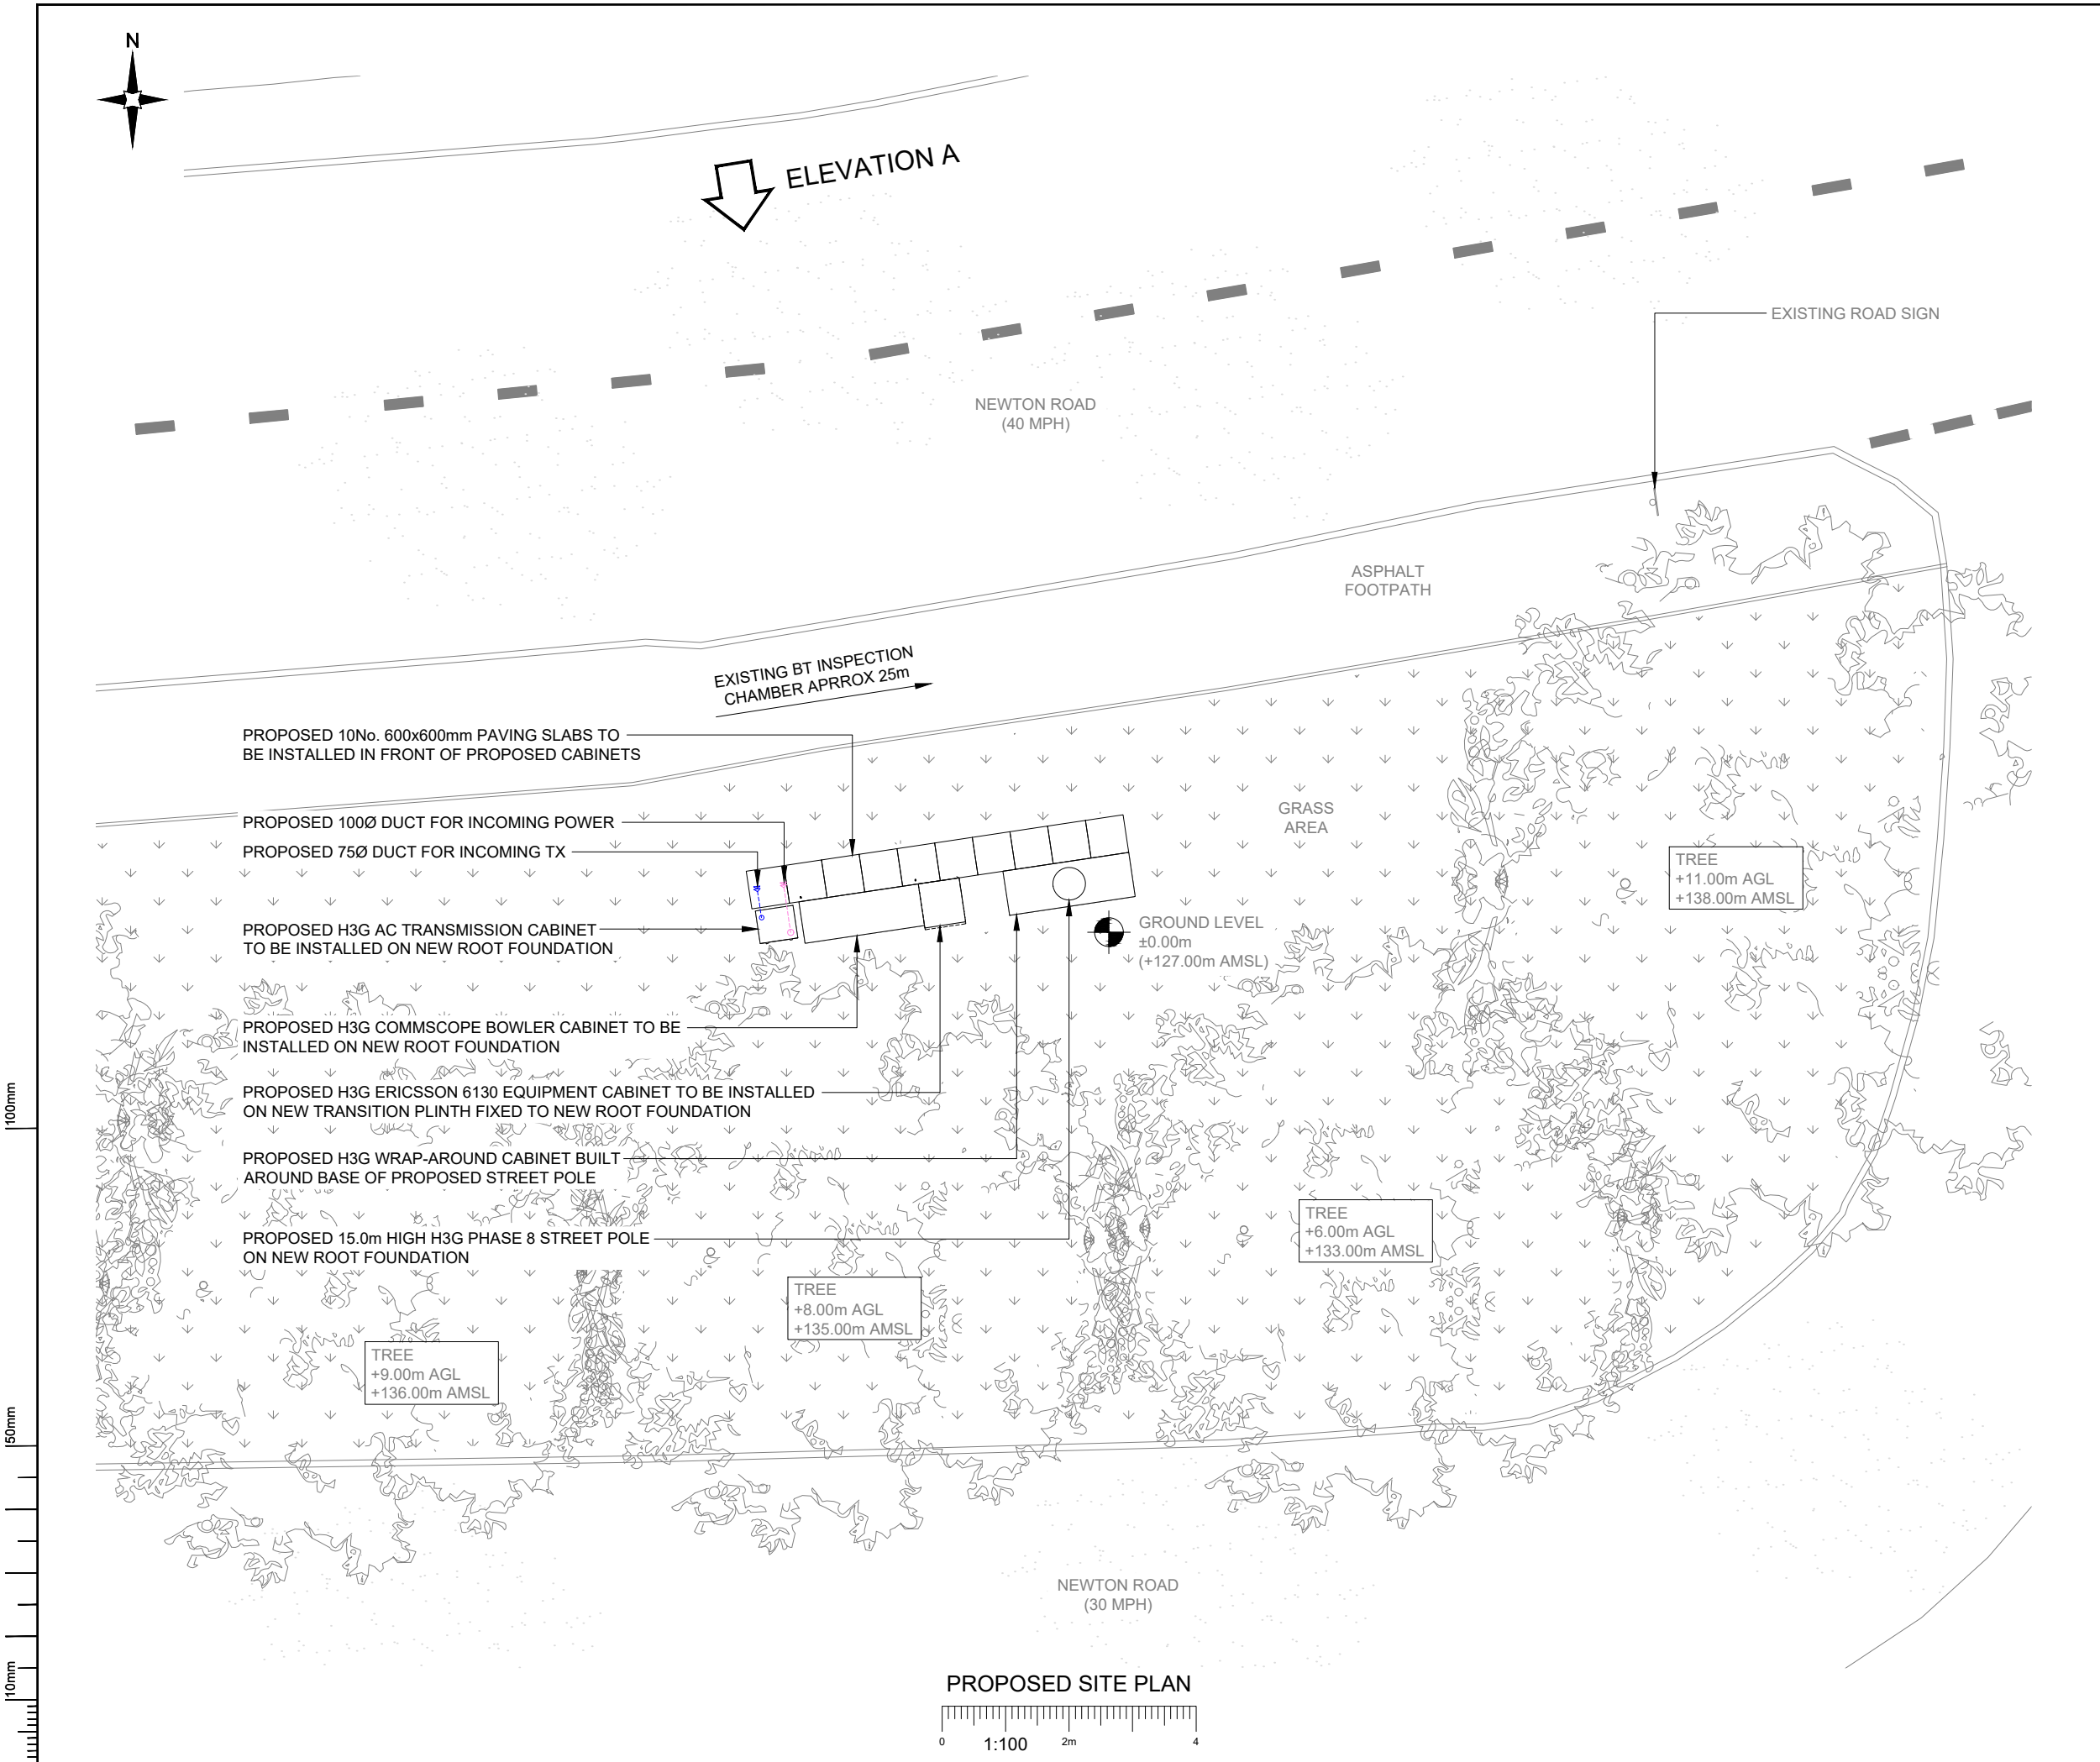 N
ELEVATION A
EXISTING ROAD SIGN
NEWTON ROAD
(40 MPH)
ASPHALT
FOOTPATH
EXISTING BT INSPECTION
CHAMBER APRROX 25m
PROPOSED 10No. 600x600mm PAVING SLABS TO
BE INSTALLED IN FRONT OF PROPOSED CABINETS
PROPOSED 100Ø DUCT FOR INCOMING POWER
PROPOSED 75Ø DUCT FOR INCOMING TX
GRASS
AREA
TREE
+11.00m AGL
+138.00m AMSL
PROPOSED H3G AC TRANSMISSION CABINET
TO BE INSTALLED ON NEW ROOT FOUNDATION
GROUND LEVEL
±0.00m
(+127.00m AMSL)
PROPOSED H3G COMMSCOPE BOWLER CABINET TO BE
INSTALLED ON NEW ROOT FOUNDATION
PROPOSED H3G ERICSSON 6130 EQUIPMENT CABINET TO BE INSTALLED
ON NEW TRANSITION PLINTH FIXED TO NEW ROOT FOUNDATION
PROPOSED H3G WRAP-AROUND CABINET BUILT
AROUND BASE OF PROPOSED STREET POLE
PROPOSED 15.0m HIGH H3G PHASE 8 STREET POLE
ON NEW ROOT FOUNDATION
TREE
+6.00m AGL
+133.00m AMSL
TREE
+8.00m AGL
+135.00m AMSL
TREE
+9.00m AGL
+136.00m AMSL
100mm
50mm
10mm
NEWTON ROAD
(30 MPH)
PROPOSED SITE PLAN
0 1:100 2m 4